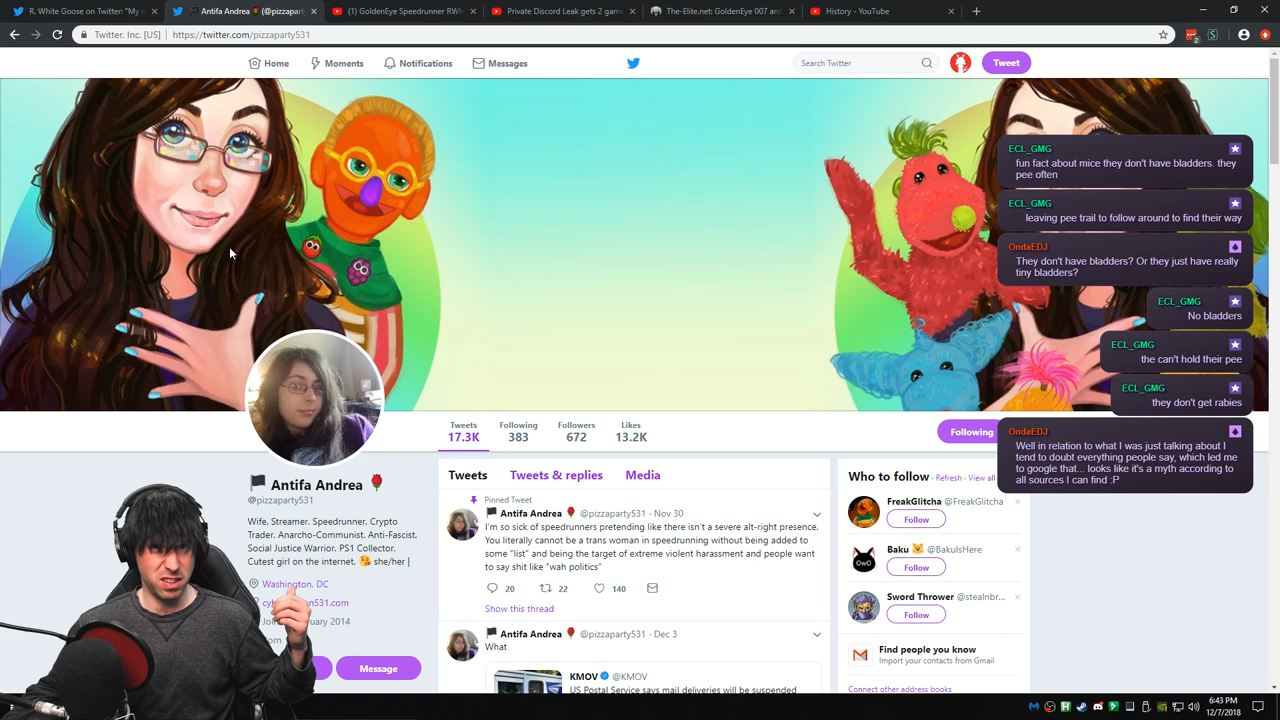 R. White Goose on Twitter: "My n
Antifa Andrea 🌹 (@pizzaparty
(1) GoldenEye Speedrunner RW
Private Discord Leak gets 2 game
The-Elite.net: GoldenEye 007 and
History - YouTube
Twitter, Inc. [US] | https://twitter.com/pizzaparty531
Home
Moments
Notifications
Messages
Search Twitter
Tweet
ECL_GMG
fun fact about mice they don't have bladders. they
pee often
ECL_GMG
leaving pee trail to follow around to find their way
OndaEDJ
They don't have bladders? Or they just have really
tiny bladders?
ECL_GMG
No bladders
ECL_GMG
the can't hold their pee
ECL_GMG
they don't get rabies
OndaEDJ
Well in relation to what I was just talking about I
tend to doubt everything people say, which led me
to google that... looks like it's a myth according to
all sources I can find :P
Tweets Following Followers Likes
17.3K 383 672 13.2K
Following
🏴 Antifa Andrea 🌹
@pizzaparty531
Wife. Streamer. Speedrunner. Crypto
Trader. Anarcho-Communist. Anti-Fascist.
Social Justice Warrior. PS1 Collector.
Cutest girl on the internet. 😘 she/her |
Washington, DC
Message
Tweets Tweets & replies Media
Pinned Tweet
🏴 Antifa Andrea 🌹 @pizzaparty531 · Nov 30
I'm so sick of speedrunners pretending like there isn't a severe alt-right presence.
You literally cannot be a trans woman in speedrunning without being added to
some "list" and being the target of extreme violent harassment and people want
to say shit like "wah politics"
20 22 140
Show this thread
🏴 Antifa Andrea 🌹 @pizzaparty531 · Dec 3
What
KMOV @KMOV
US Postal Service says mail deliveries will be suspended
Who to follow · Refresh · View all
FreakGlitcha @FreakGlitcha
Follow
Baku 🐱 @BakuIsHere
Follow
OwO
Sword Thrower @stealnbr...
Follow
Find people you know
Import your contacts from Gmail
Connect other address books
6:43 PM
12/7/2018